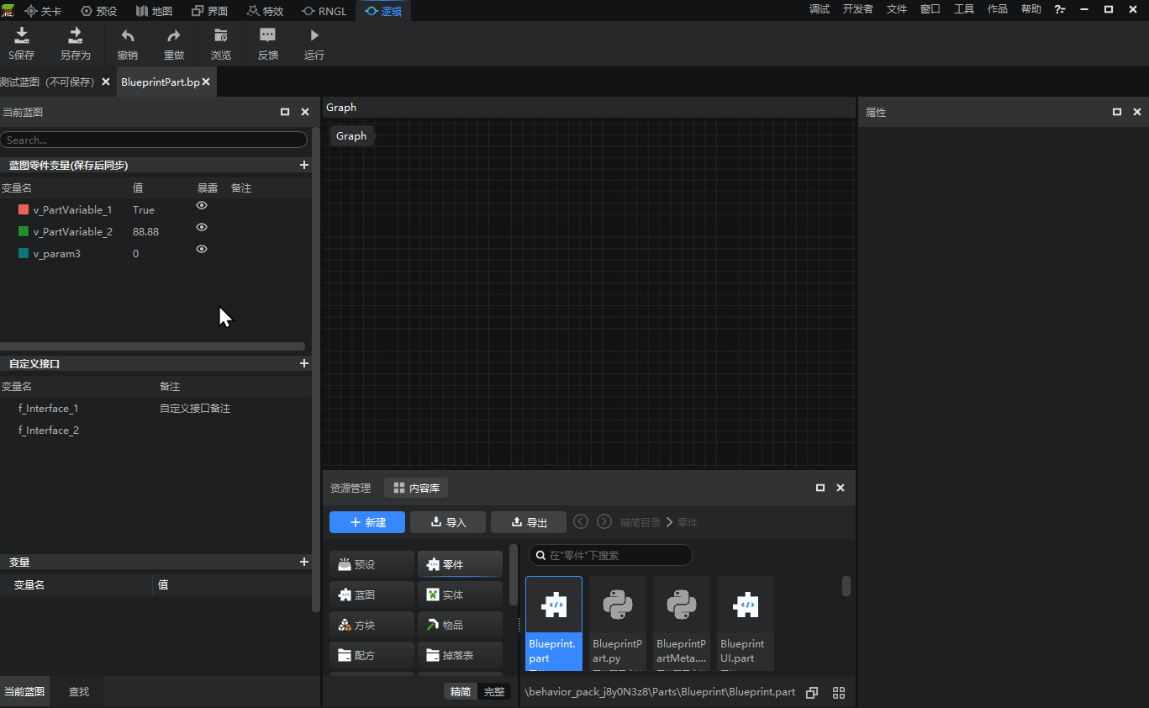 关卡 预设 地图 界面 特效 RNGL 逻辑 调试 开发者 文件 窗口 工具 作品 帮助
S保存 另存为 撤销 重做 浏览 反馈 运行
测试蓝图（不可保存） BlueprintPart.bp
当前蓝图
Search...
蓝图零件变量(保存后同步)
变量名 值 暴露 备注
v_PartVariable_1 True
v_PartVariable_2 88.88
v_param3 0
自定义接口
变量名 备注
f_Interface_1 自定义接口备注
f_Interface_2
变量
变量名 值
当前蓝图 查找
Graph
Graph
资源管理 内容库
新建 导入 导出 精简目录 零件
预设 零件
蓝图 实体
方块 物品
配方 掉落表
精简 完整
在"零件"下搜索
Blueprint.part
BlueprintPart.py
BlueprintPartMeta....
BlueprintUI.part
\behavior_pack_j8y0N3z8\Parts\Blueprint\Blueprint.part
属性